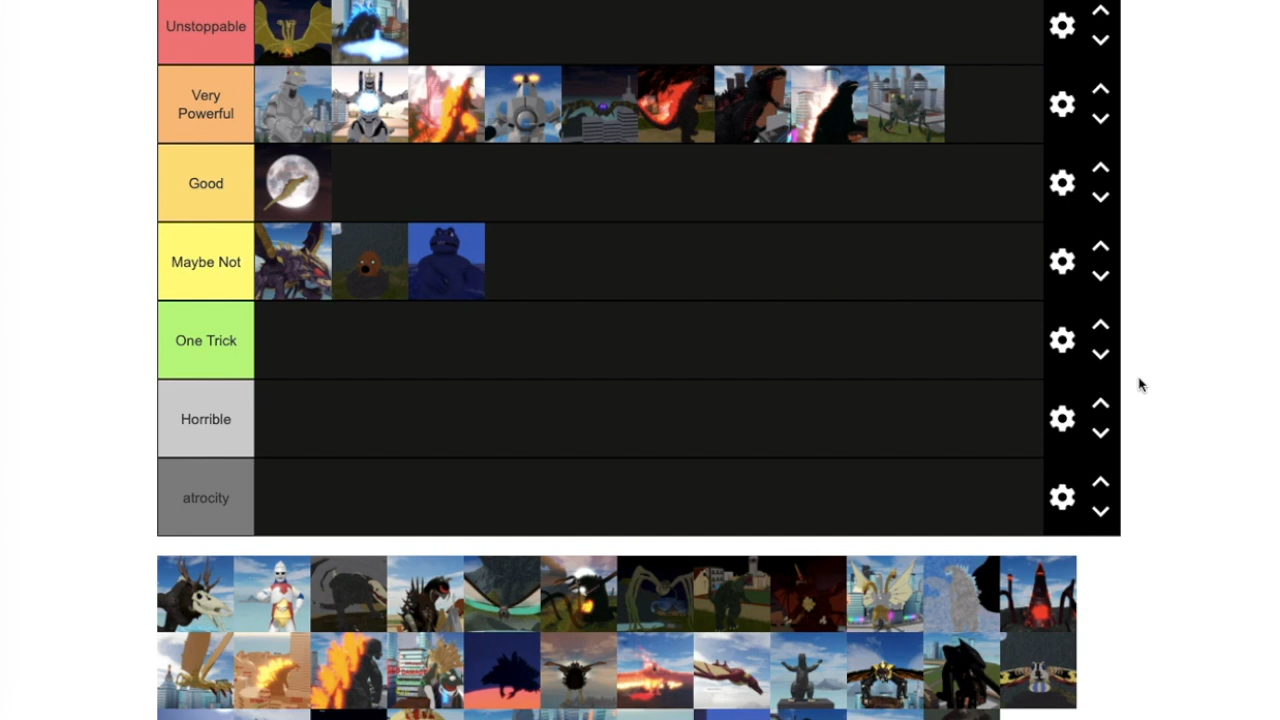 Unstoppable
Very
Powerful
Good
Maybe Not
One Trick
Horrible
atrocity